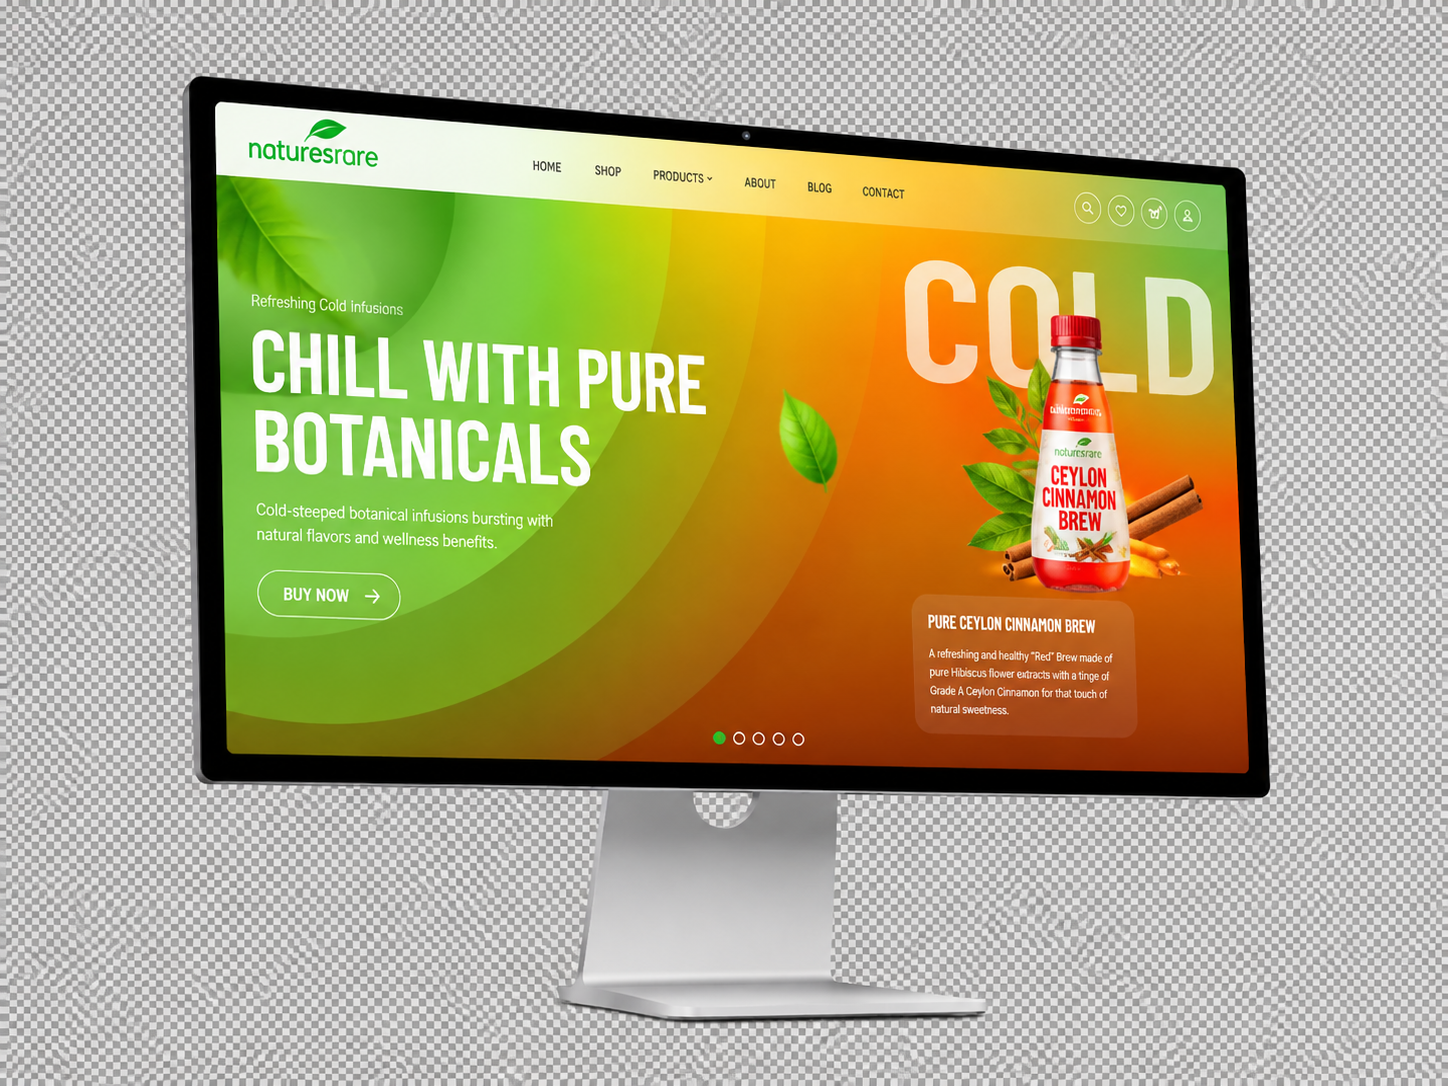 naturesrare
HOME
SHOP
PRODUCTS
ABOUT
BLOG
CONTACT
Refreshing Cold Infusions
CHILL WITH PURE
BOTANICALS
Cold-steeped botanical infusions bursting with
natural flavors and wellness benefits.
BUY NOW
COLD
naturesrare
CEYLON
CINNAMON
BREW
PURE CEYLON CINNAMON BREW
A refreshing and healthy "Red" Brew made of
pure Hibiscus flower extracts with a tinge of
Grade A Ceylon Cinnamon for that touch of
natural sweetness.